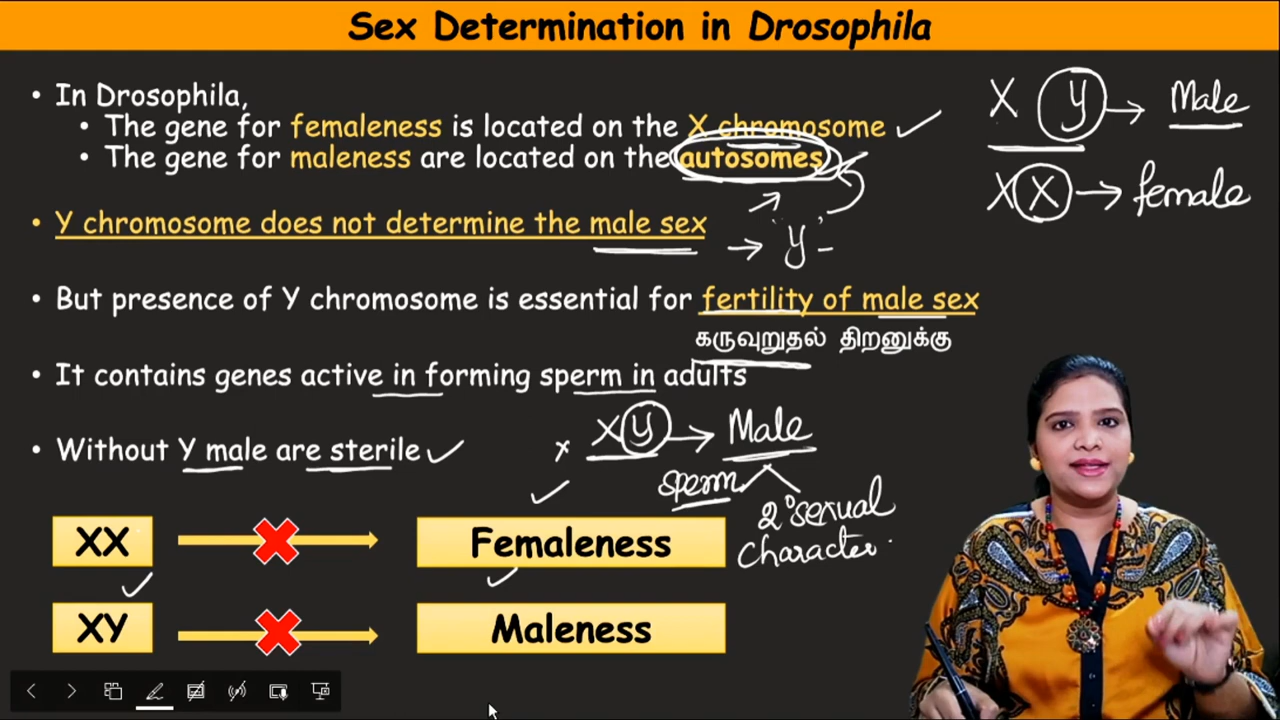 Sex Determination in Drosophila
• In Drosophila,
• The gene for femaleness is located on the X chromosome
• The gene for maleness are located on the autosomes
• Y chromosome does not determine the male sex
• But presence of Y chromosome is essential for fertility of male sex
கருவுறுதல் திறனுக்கு
• It contains genes active in forming sperm in adults
• Without Y male are sterile
XX
Femaleness
XY
Maleness
X Y → Male
X X → female
→ Y -
x XY → Male
sperm
2° sexual
character.